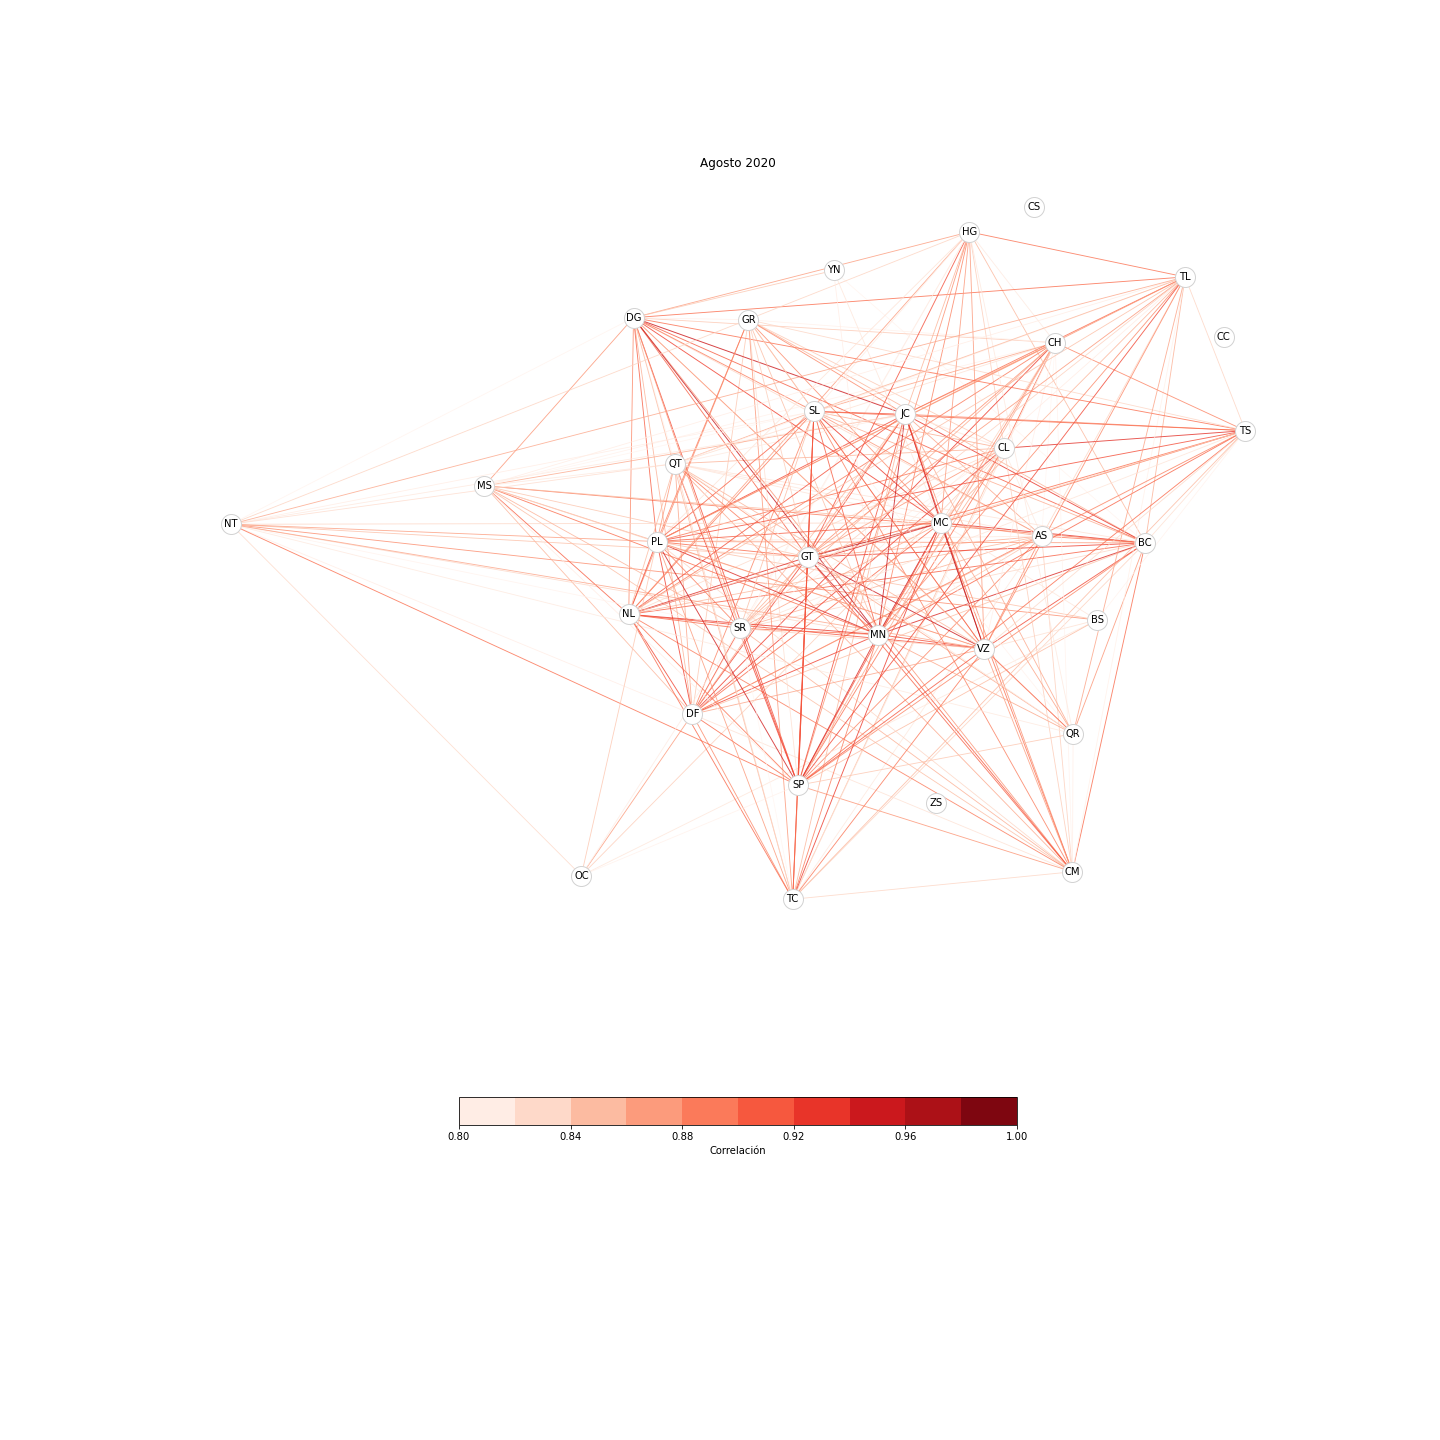 Agosto 2020
CS
HG
YN
TL
DG
GR
CC
CH
SL
JC
TS
CL
QT
MS
NT
MC
AS
PL
BC
GT
NL
BS
SR
MN
VZ
DF
QR
SP
ZS
CM
OC
TC
0.80 0.84 0.88 0.92 0.96 1.00
Correlación